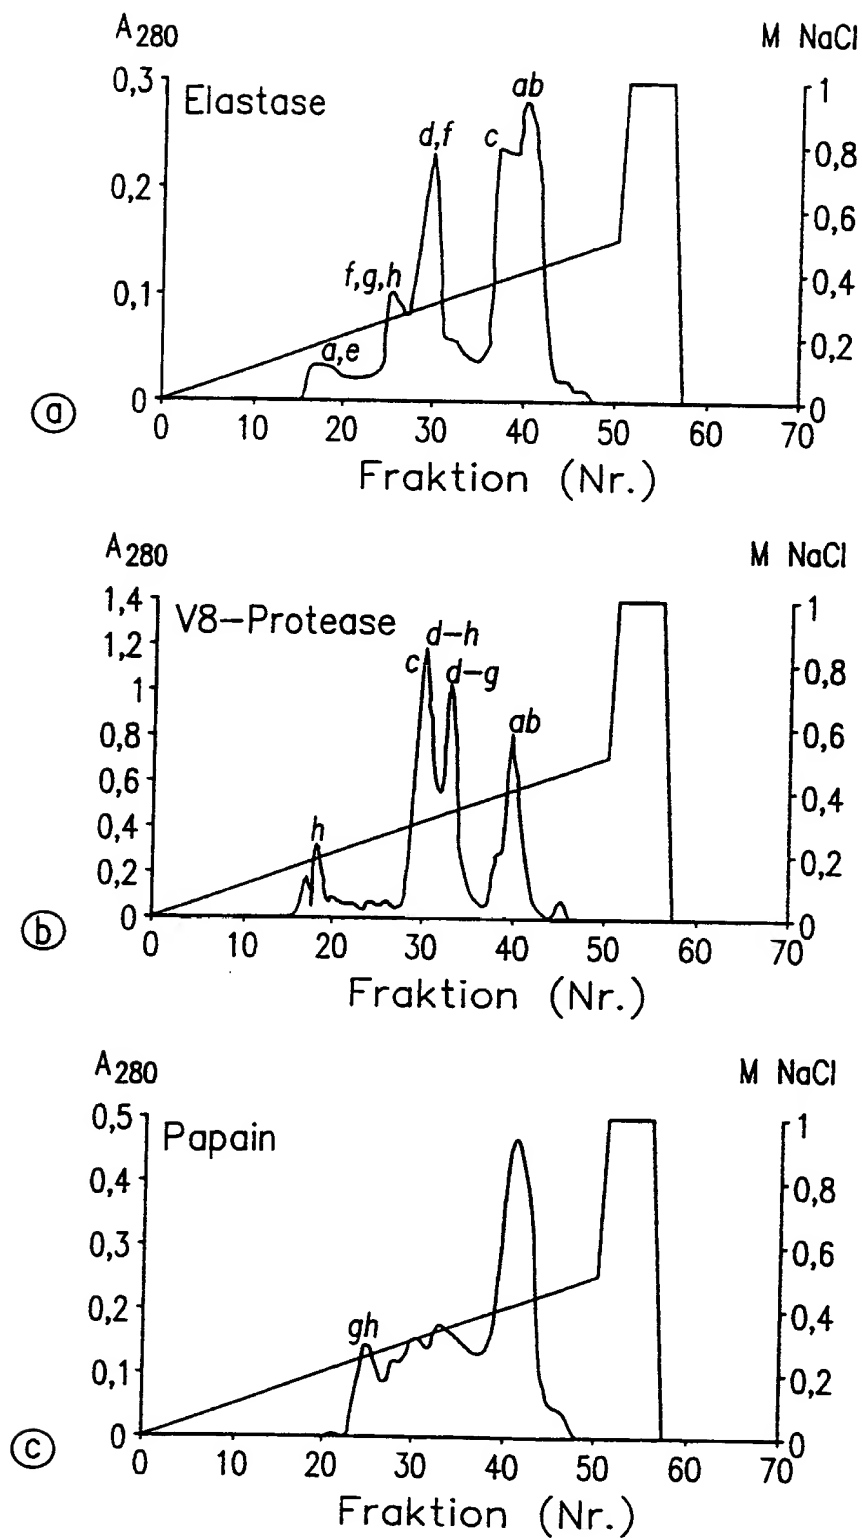 A280 M NaCl
Elastase
0,3 0,2 0,1 0
1 0,8 0,6 0,4 0,2 0
a,e f,g,h d,f c ab
0 10 20 30 40 50 60 70
Fraktion (Nr.)
a
A280 M NaCl
V8-Protease
1,4 1,2 1 0,8 0,6 0,4 0,2 0
1 0,8 0,6 0,4 0,2 0
h c d-h d-g ab
0 10 20 30 40 50 60 70
Fraktion (Nr.)
b
A280 M NaCl
Papain
0,5 0,4 0,3 0,2 0,1 0
1 0,8 0,6 0,4 0,2 0
gh
0 10 20 30 40 50 60 70
Fraktion (Nr.)
c